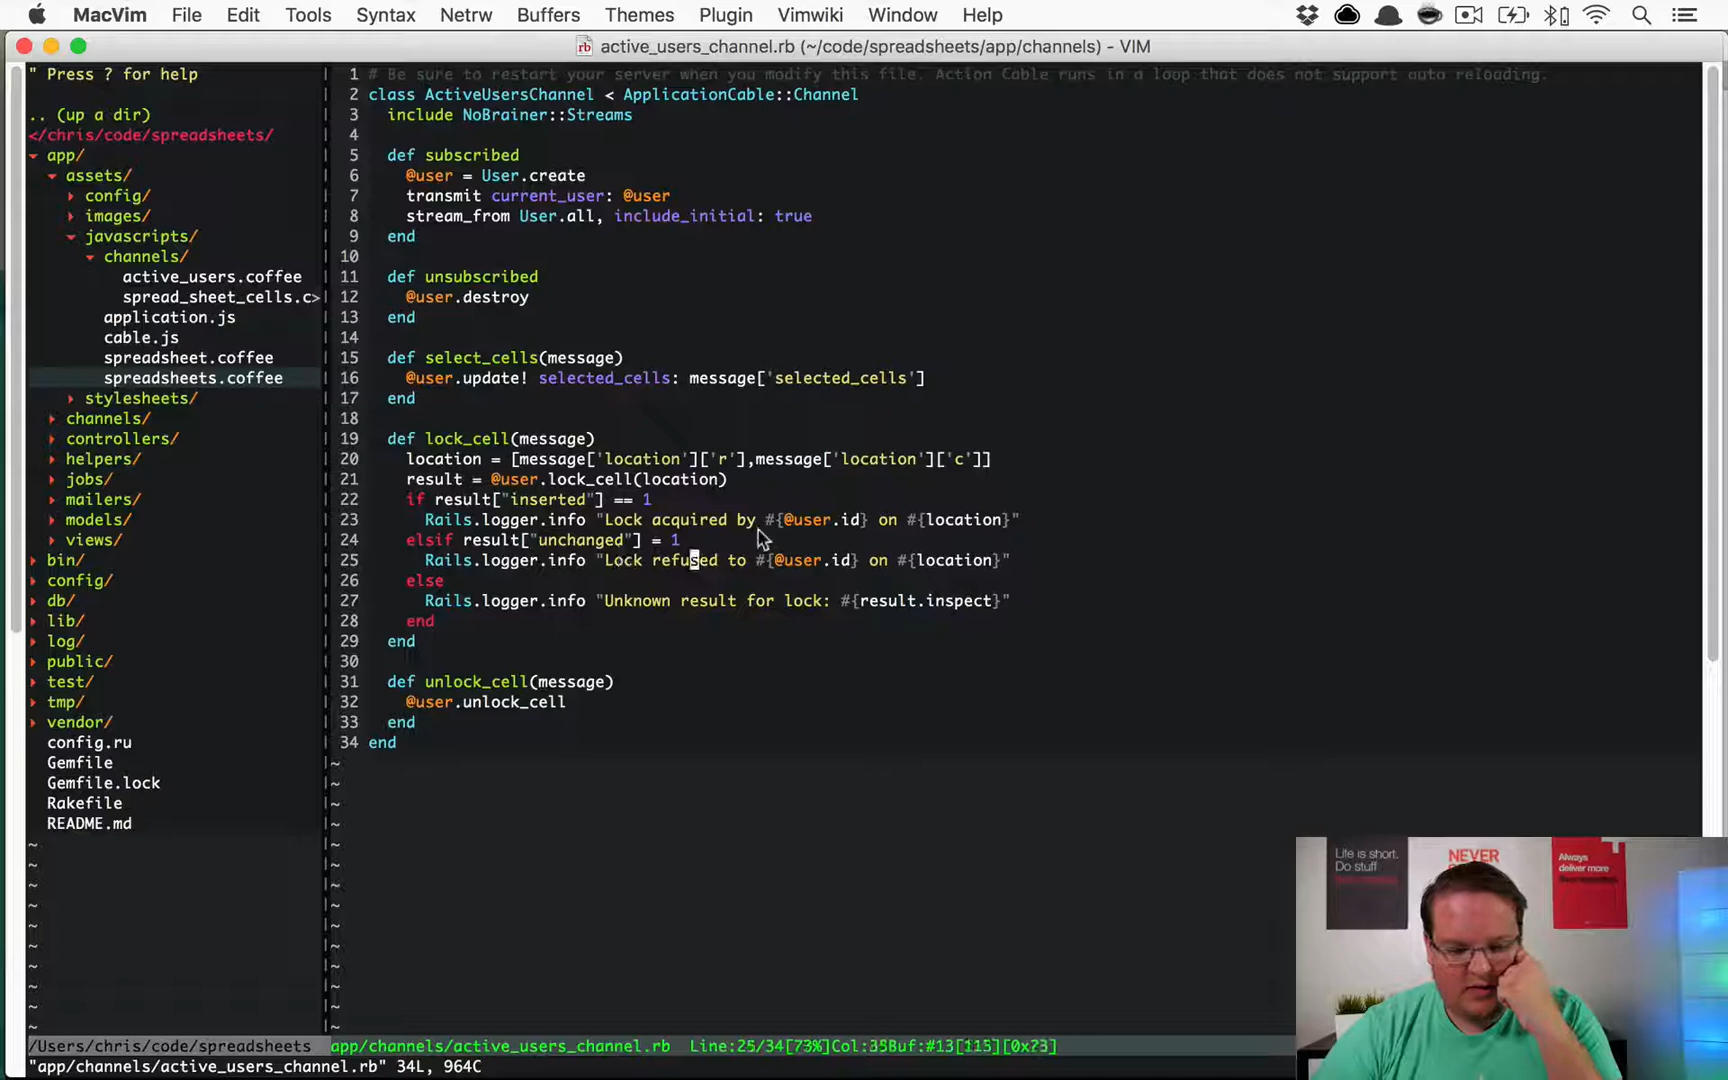 MacVim File Edit Tools Syntax Netrw Buffers Themes Plugin Vimwiki Window Help
active_users_channel.rb (~/code/spreadsheets/app/channels) - VIM
" Press ? for help
.. (up a dir)
</chris/code/spreadsheets/
app/
assets/
config/
images/
javascripts/
channels/
active_users.coffee
spread_sheet_cells.c>
application.js
cable.js
spreadsheet.coffee
spreadsheets.coffee
stylesheets/
channels/
controllers/
helpers/
jobs/
mailers/
models/
views/
bin/
config/
db/
lib/
log/
public/
test/
tmp/
vendor/
config.ru
Gemfile
Gemfile.lock
Rakefile
README.md
1 # Be sure to restart your server when you modify this file. Action Cable runs in a loop that does not support auto reloading.
2 class ActiveUsersChannel < ApplicationCable::Channel
3 include NoBrainer::Streams
4
5 def subscribed
6 @user = User.create
7 transmit current_user: @user
8 stream_from User.all, include_initial: true
9 end
10
11 def unsubscribed
12 @user.destroy
13 end
14
15 def select_cells(message)
16 @user.update! selected_cells: message['selected_cells']
17 end
18
19 def lock_cell(message)
20 location = [message['location']['r'],message['location']['c']]
21 result = @user.lock_cell(location)
22 if result["inserted"] == 1
23 Rails.logger.info "Lock acquired by #{@user.id} on #{location}"
24 elsif result["unchanged"] = 1
25 Rails.logger.info "Lock refused to #{@user.id} on #{location}"
26 else
27 Rails.logger.info "Unknown result for lock: #{result.inspect}"
28 end
29 end
30
31 def unlock_cell(message)
32 @user.unlock_cell
33 end
34 end
/Users/chris/code/spreadsheets app/channels/active_users_channel.rb Line:25/34[73%]Col:35Buf:#13[115][0x73]
"app/channels/active_users_channel.rb" 34L, 964C
Life is short.
Do stuff
NEVER
Always
deliver more